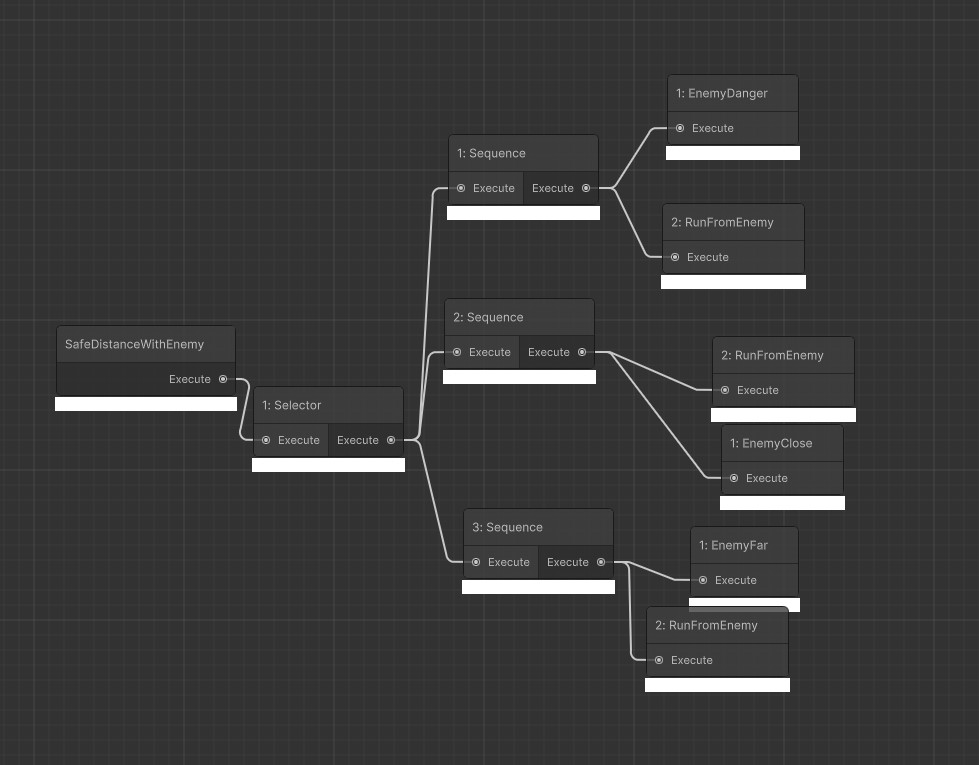 SafeDistanceWithEnemy
Execute
1: Selector
Execute Execute
1: Sequence
Execute Execute
1: EnemyDanger
Execute
2: RunFromEnemy
Execute
2: Sequence
Execute Execute
2: RunFromEnemy
Execute
1: EnemyClose
Execute
3: Sequence
Execute Execute
1: EnemyFar
Execute
2: RunFromEnemy
Execute